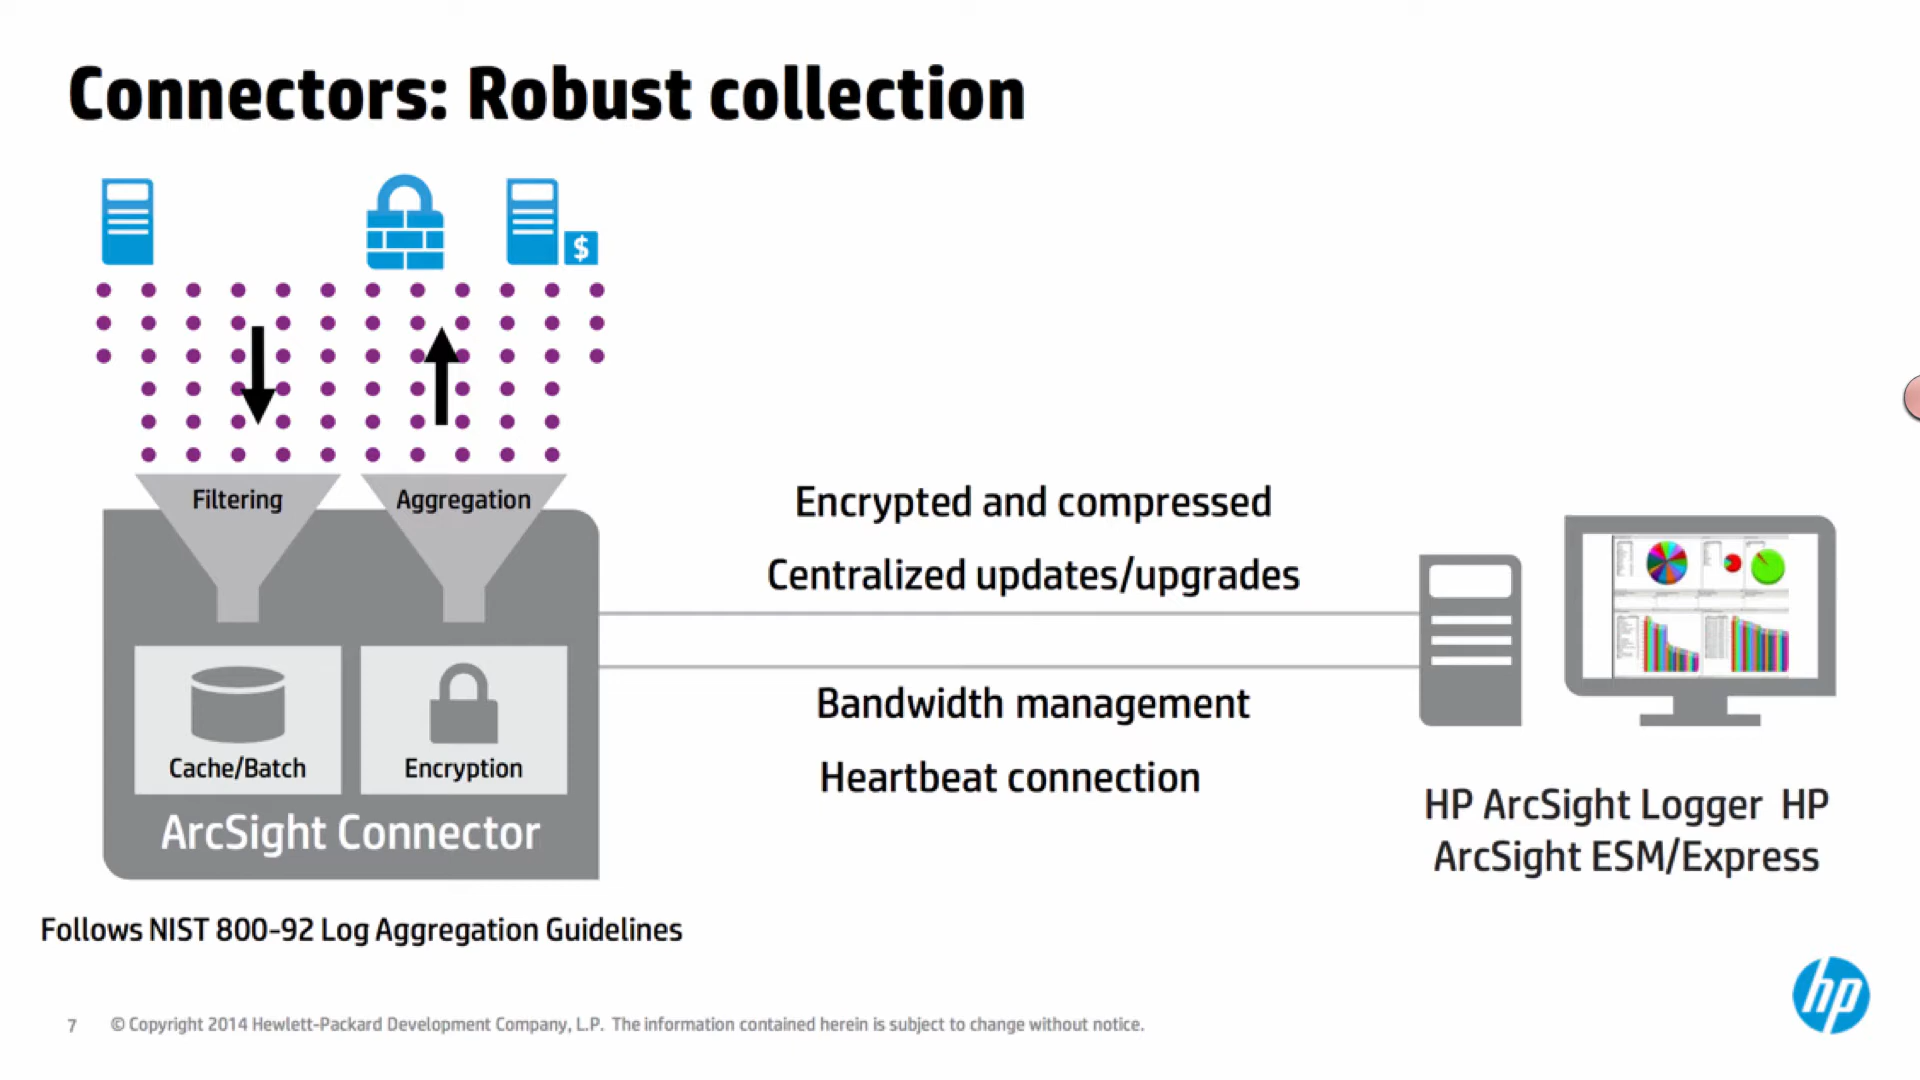 Connectors: Robust collection
$
Filtering
Aggregation
Cache/Batch
Encryption
ArcSight Connector
Encrypted and compressed
Centralized updates/upgrades
Bandwidth management
Heartbeat connection
HP ArcSight Logger HP
ArcSight ESM/Express
Follows NIST 800-92 Log Aggregation Guidelines
hp
7 © Copyright 2014 Hewlett-Packard Development Company, L.P. The information contained herein is subject to change without notice.